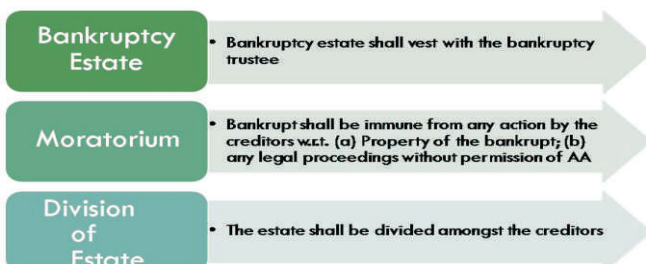 Bankruptcy
Estate
• Bankruptcy estate shall vest with the bankruptcy
trustee
Moratorium
• Bankrupt shall be immune from any action by the
creditors w.r.t. (a) Property of the bankrupt; (b)
any legal proceedings without permission of AA
Division
of
Estate
• The estate shall be divided amongst the creditors